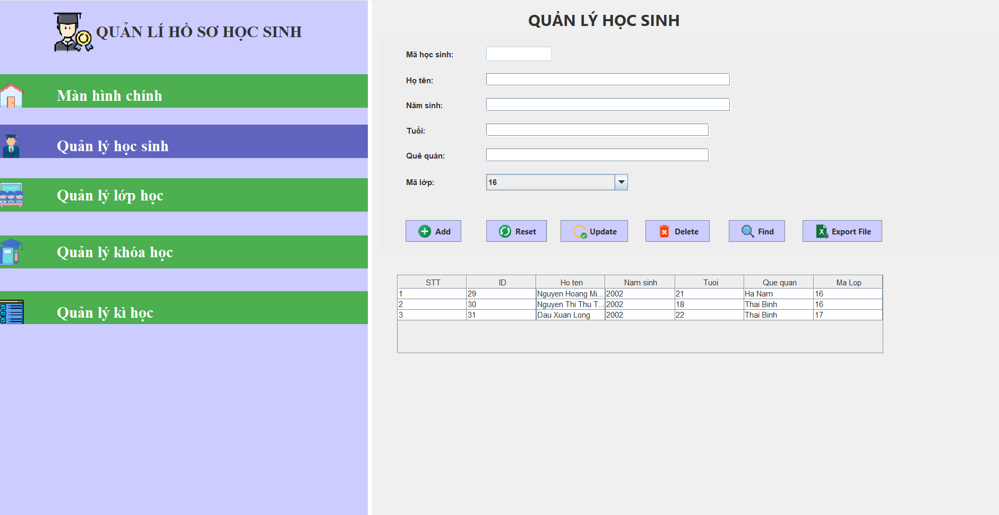 QUẢN LÍ HỒ SƠ HỌC SINH
Màn hình chính
Quản lý học sinh
Quản lý lớp học
Quản lý khóa học
Quản lý kì học
QUẢN LÝ HỌC SINH
Mã học sinh:
Họ tên:
Năm sinh:
Tuổi:
Quê quán:
Mã lớp: 16
Add Reset Update Delete Find Export File
STT ID Ho ten Nam sinh Tuoi Que quan Ma Lop
1 29 Nguyen Hoang Mi... 2002 21 Ha Nam 16
2 30 Nguyen Thi Thu T... 2002 18 Thai Binh 16
3 31 Dau Xuan Long 2002 22 Thai Binh 17